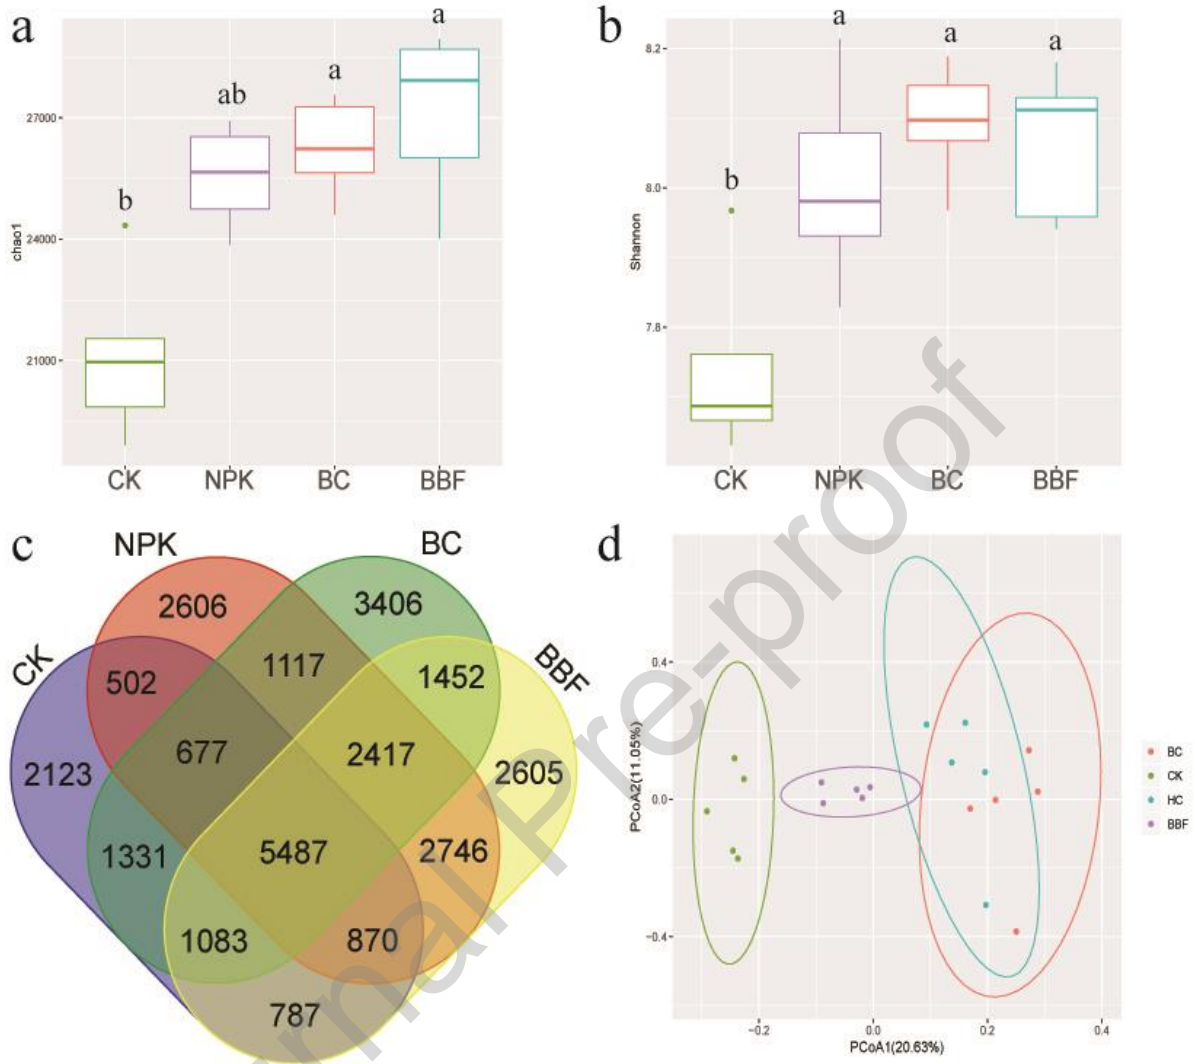 a
a
a
ab
b
27000
24000
21000
chao1
CK NPK BC BBF
b
a
a
a
b
8.2
8.0
7.8
Shannon
CK NPK BC BBF
c
NPK
BC
CK
BBF
2606
3406
502
1117
1452
677
2417
2123
2605
1331
5487
2746
1083
870
787
d
0.4
0.0
−0.4
PCoA2(11.05%)
−0.2 0.0 0.2 0.4
PCoA1(20.63%)
BC
CK
HC
BBF
rnal Pre-proof